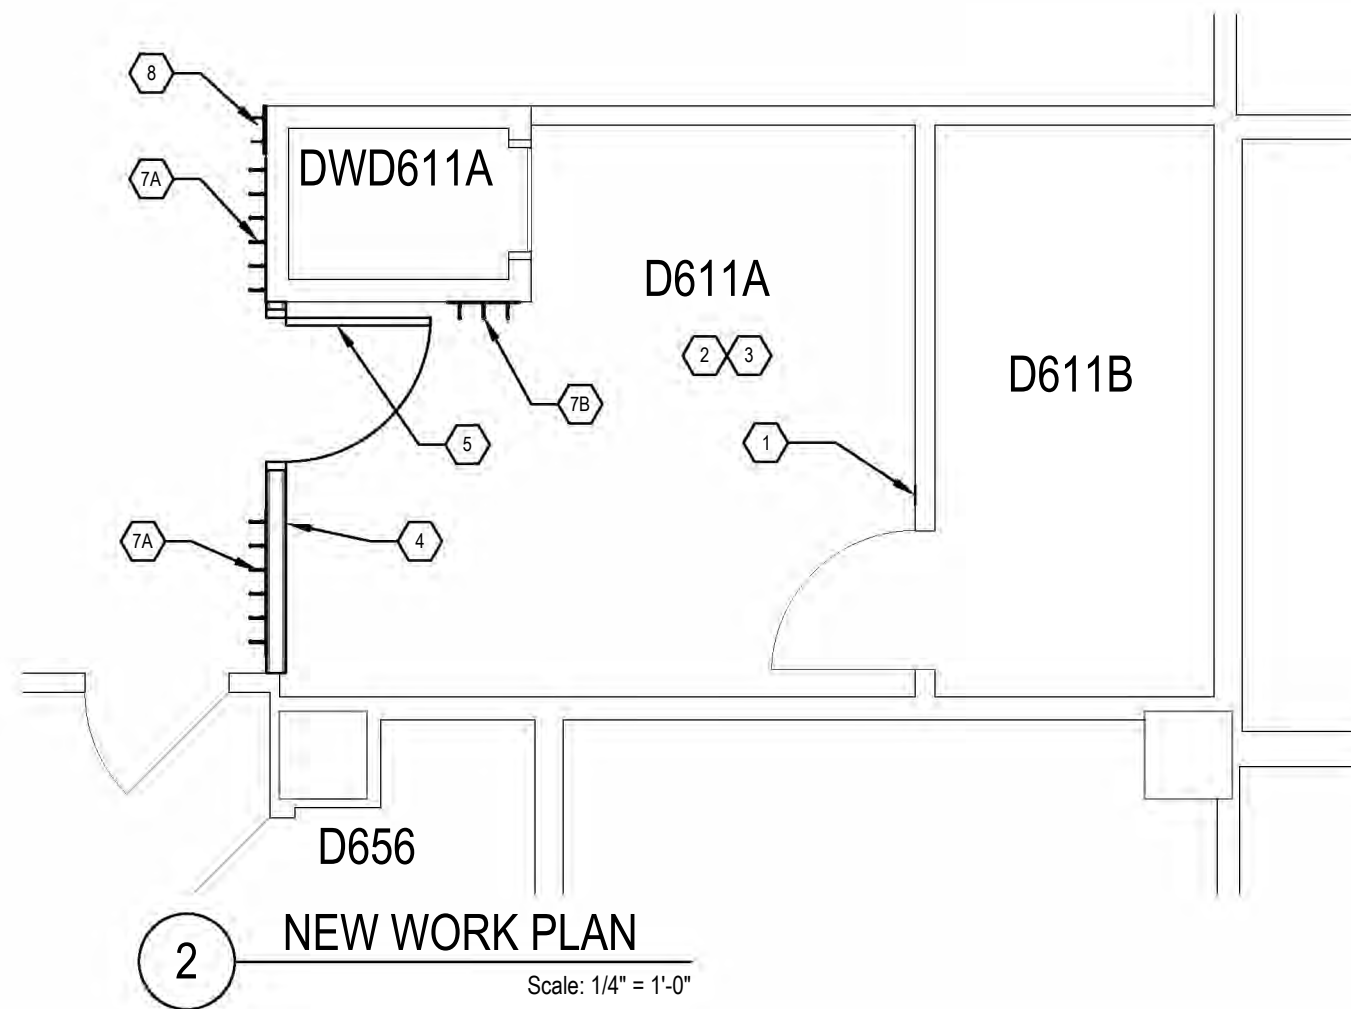 8
DWD611A
7A
D611A
2 3
D611B
7B
1
5
7A
4
D656
2
NEW WORK PLAN
Scale: 1/4" = 1'-0"